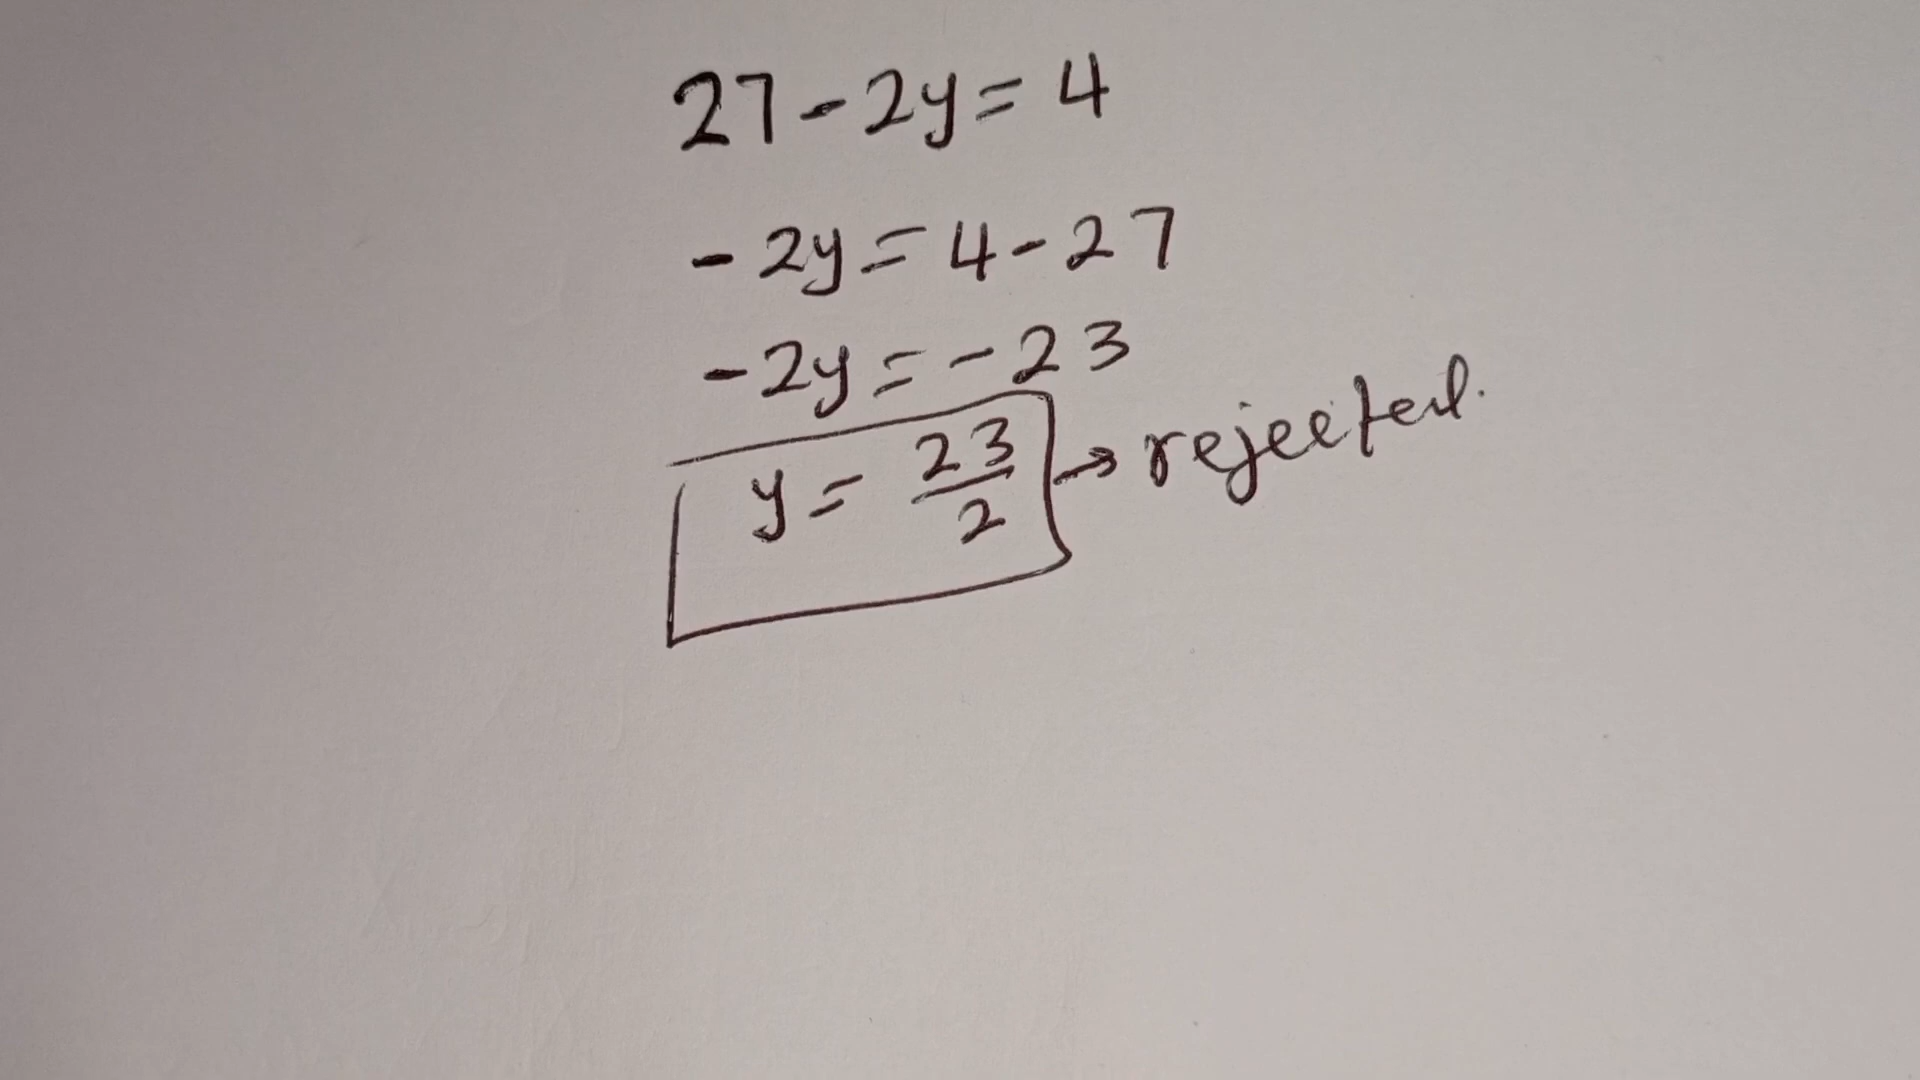 27 - 2y = 4
- 2y = 4 - 27
- 2y = - 23
y = 23/2 → rejected.